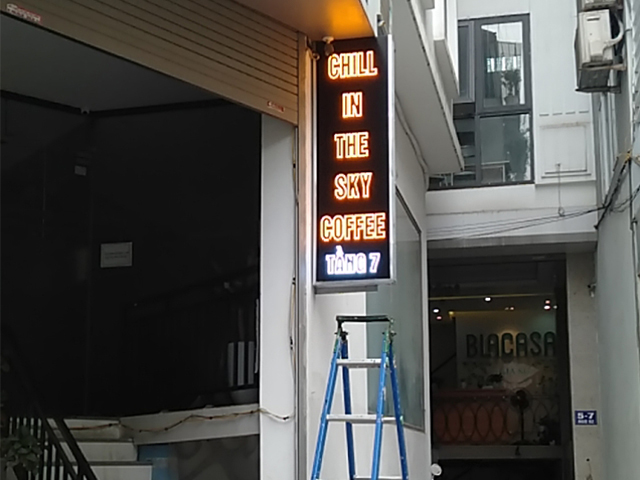 CHILL
IN
THE
SKY
COFFEE
TẦNG 7
BLACASA
5-7